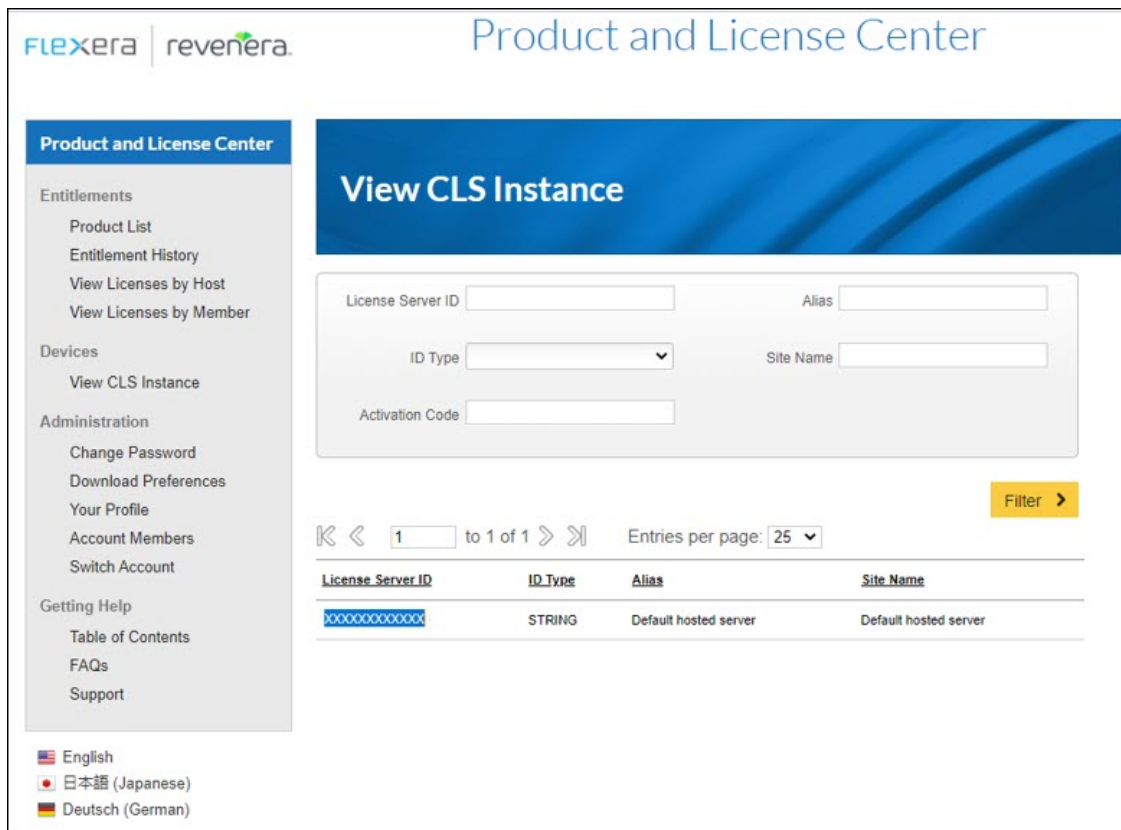 FLEXera revenera.
Product and License Center
Product and License Center
Entitlements
Product List
Entitlement History
View Licenses by Host
View Licenses by Member
Devices
View CLS Instance
Administration
Change Password
Download Preferences
Your Profile
Account Members
Switch Account
Getting Help
Table of Contents
FAQs
Support
English
日本語 (Japanese)
Deutsch (German)
View CLS Instance
License Server ID Alias
ID Type Site Name
Activation Code
Filter
1 to 1 of 1 Entries per page: 25
License Server ID ID Type Alias Site Name
XXXXXXXXXXXX STRING Default hosted server Default hosted server